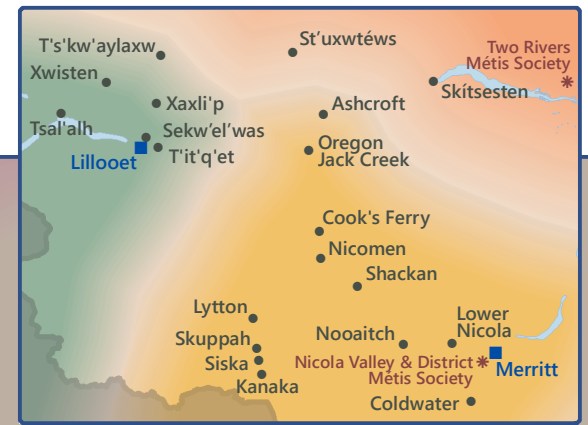 T's'kw'aylaxw
St'uxwtéws
Two Rivers
Métis Society
Xwisten
Skítsesten
Xaxli'p
Ashcroft
Tsal'alh
Sekw'el'was
Lillooet
T'it'q'et
Oregon
Jack Creek
Cook's Ferry
Nicomen
Shackan
Lytton
Lower
Nicola
Skuppah
Nooaitch
Siska
Nicola Valley & District
Métis Society
Merritt
Kanaka
Coldwater